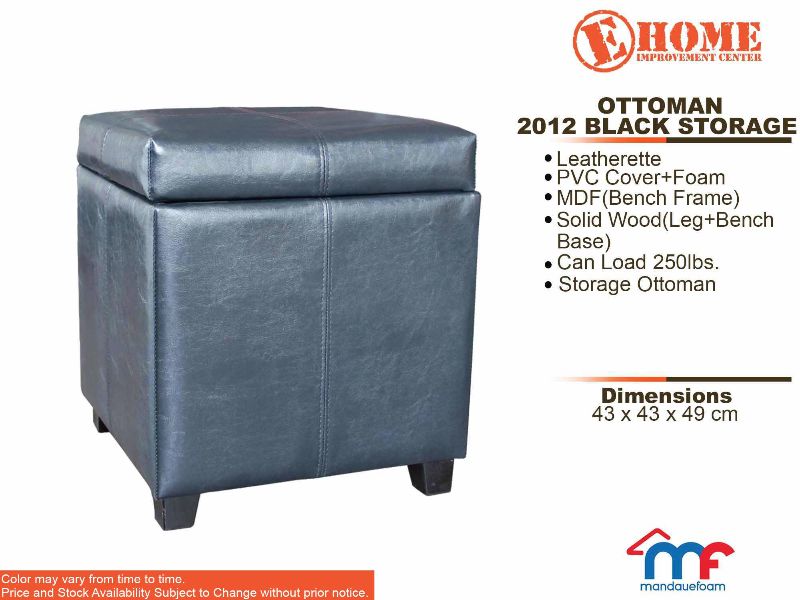 E HOME
IMPROVEMENT CENTER
OTTOMAN
2012 BLACK STORAGE
• Leatherette
• PVC Cover+Foam
• MDF(Bench Frame)
• Solid Wood(Leg+Bench
Base)
• Can Load 250lbs.
• Storage Ottoman
Dimensions
43 x 43 x 49 cm
mf
mandauefoam
Color may vary from time to time.
Price and Stock Availability Subject to Change without prior notice.